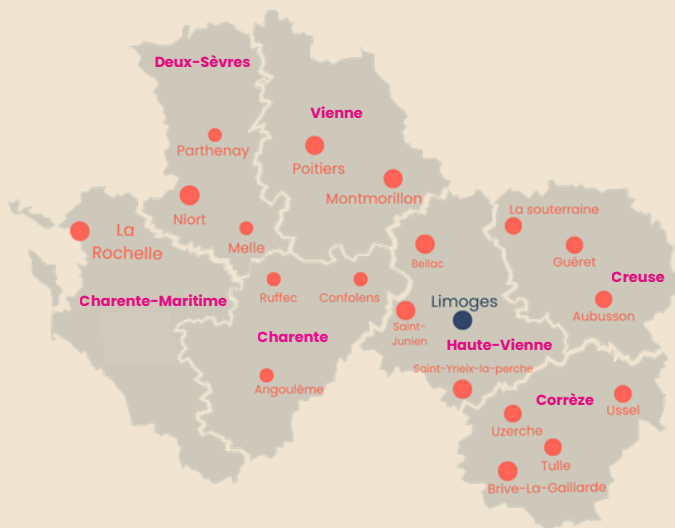 Deux-Sèvres
Vienne
Parthenay
Poitiers
Montmorillon
Niort
Melle
La
Rochelle
La souterraine
Guéret
Creuse
Bellac
Ruffec
Confolens
Charente-Maritime
Limoges
Aubusson
Saint-
Junien
Charente
Haute-Vienne
Saint-Yrieix-la-perche
Angoulême
Corrèze
Ussel
Uzerche
Tulle
Brive-La-Gaillarde